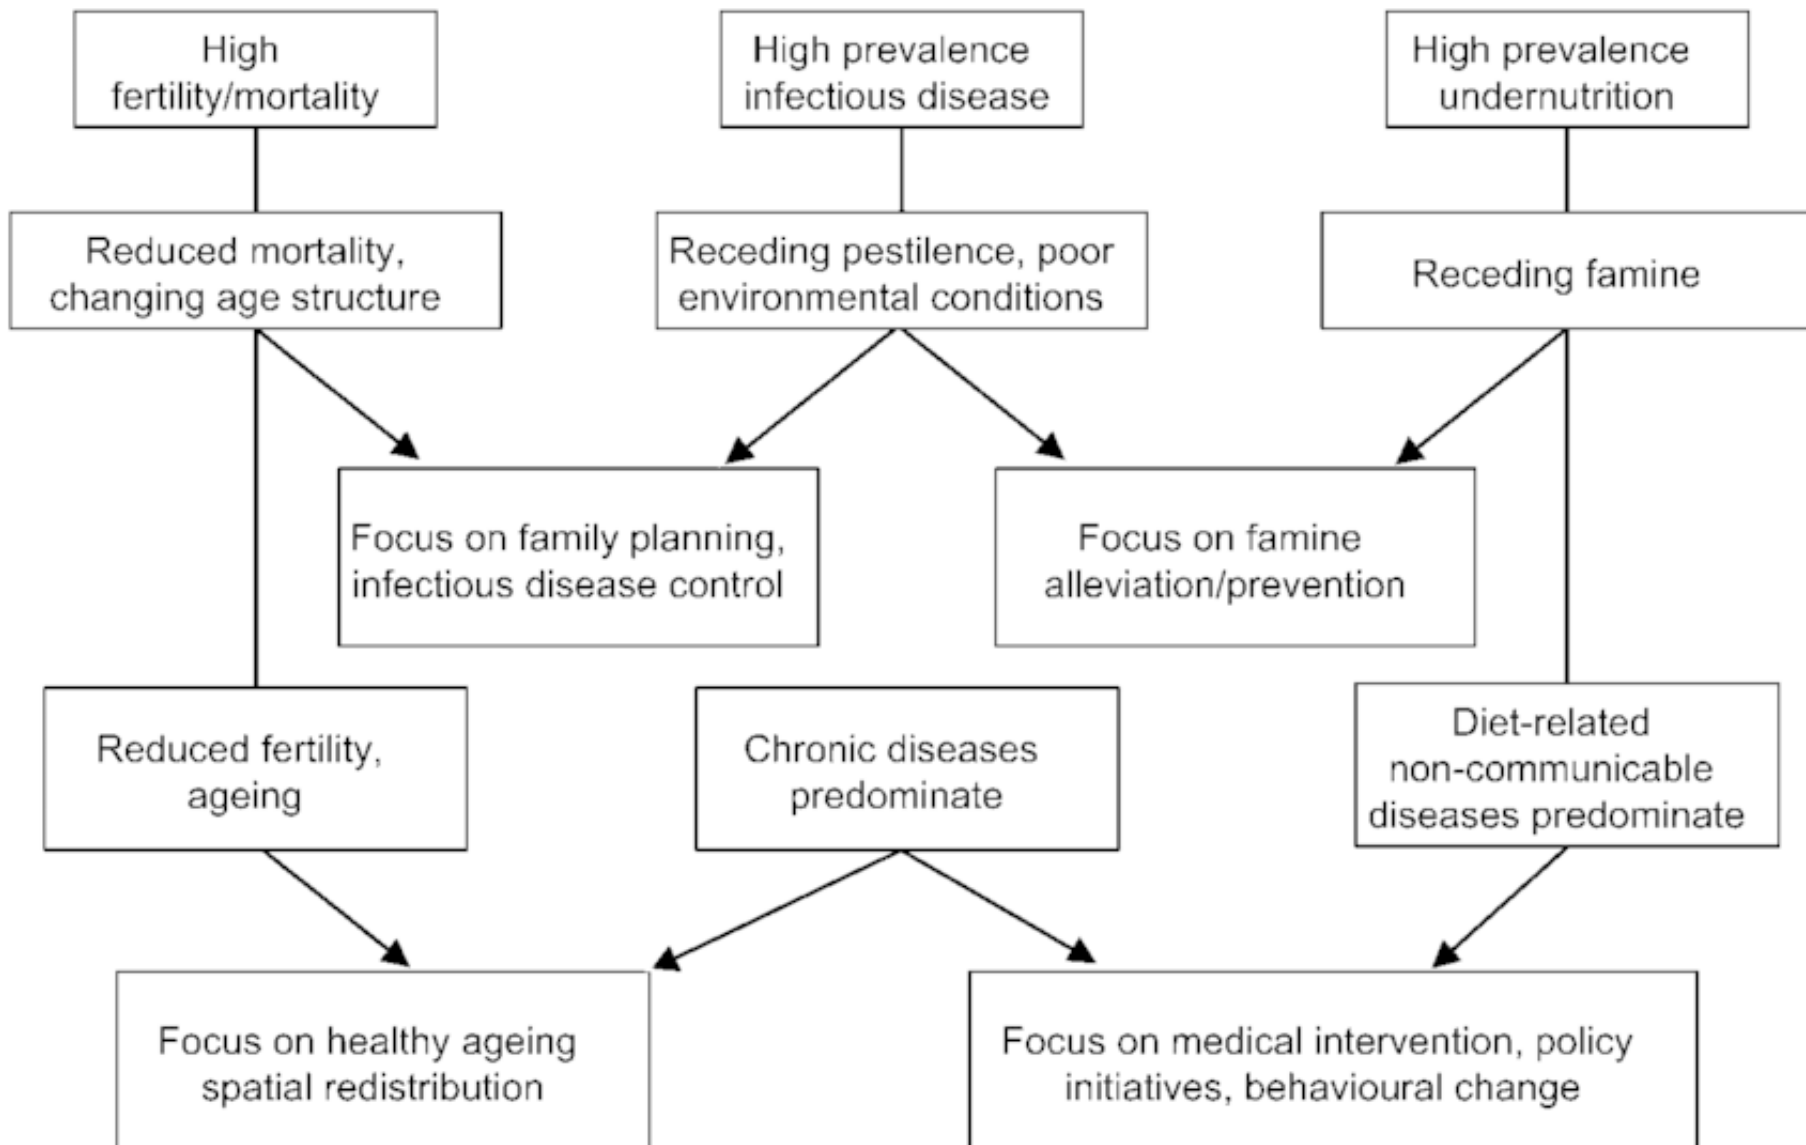 High
fertility/mortality
High prevalence
infectious disease
High prevalence
undernutrition
Reduced mortality,
changing age structure
Receding pestilence, poor
environmental conditions
Receding famine
Focus on family planning,
infectious disease control
Focus on famine
alleviation/prevention
Reduced fertility,
ageing
Chronic diseases
predominate
Diet-related
non-communicable
diseases predominate
Focus on healthy ageing
spatial redistribution
Focus on medical intervention, policy
initiatives, behavioural change